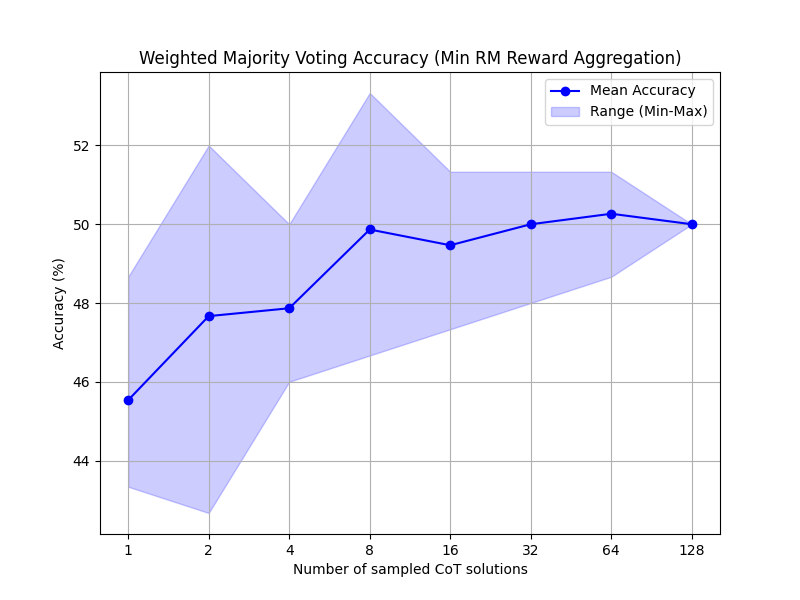 Weighted Majority Voting Accuracy (Min RM Reward Aggregation)
Mean Accuracy
Range (Min-Max)
Accuracy (%)
52
50
48
46
44
1 2 4 8 16 32 64 128
Number of sampled CoT solutions